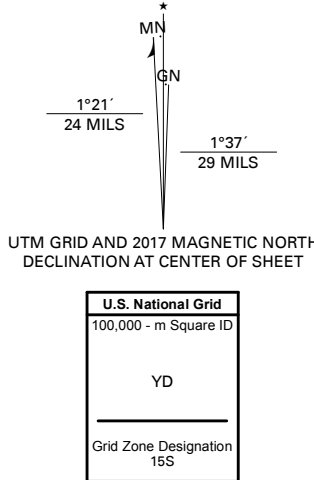 MN
GN
1°21´
24 MILS
1°37´
29 MILS
UTM GRID AND 2017 MAGNETIC NORTH
DECLINATION AT CENTER OF SHEET
U.S. National Grid
100,000 - m Square ID
YD
Grid Zone Designation
15S